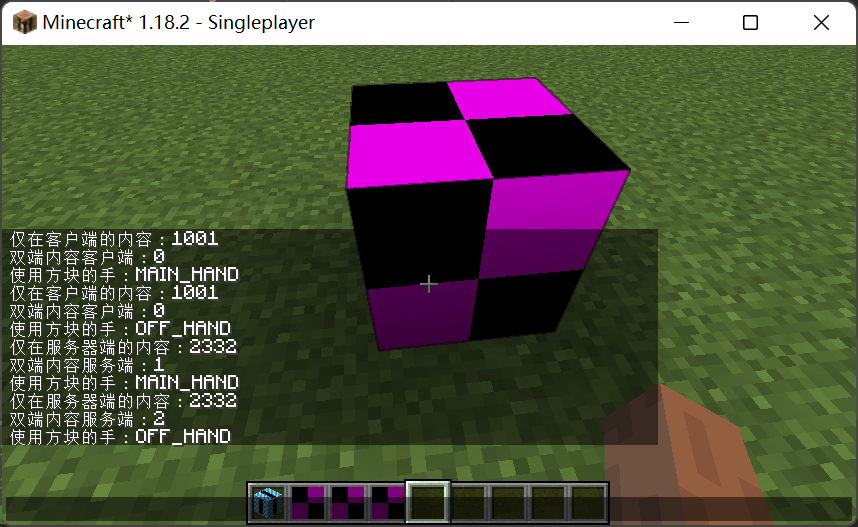 Minecraft* 1.18.2 - Singleplayer
仅在客户端的内容：1001
双端内容客户端：0
使用方块的手：MAIN_HAND
仅在客户端的内容：1001
双端内容客户端：0
使用方块的手：OFF_HAND
仅在服务器端的内容：2332
双端内容服务端：1
使用方块的手：MAIN_HAND
仅在服务器端的内容：2332
双端内容服务端：2
使用方块的手：OFF_HAND